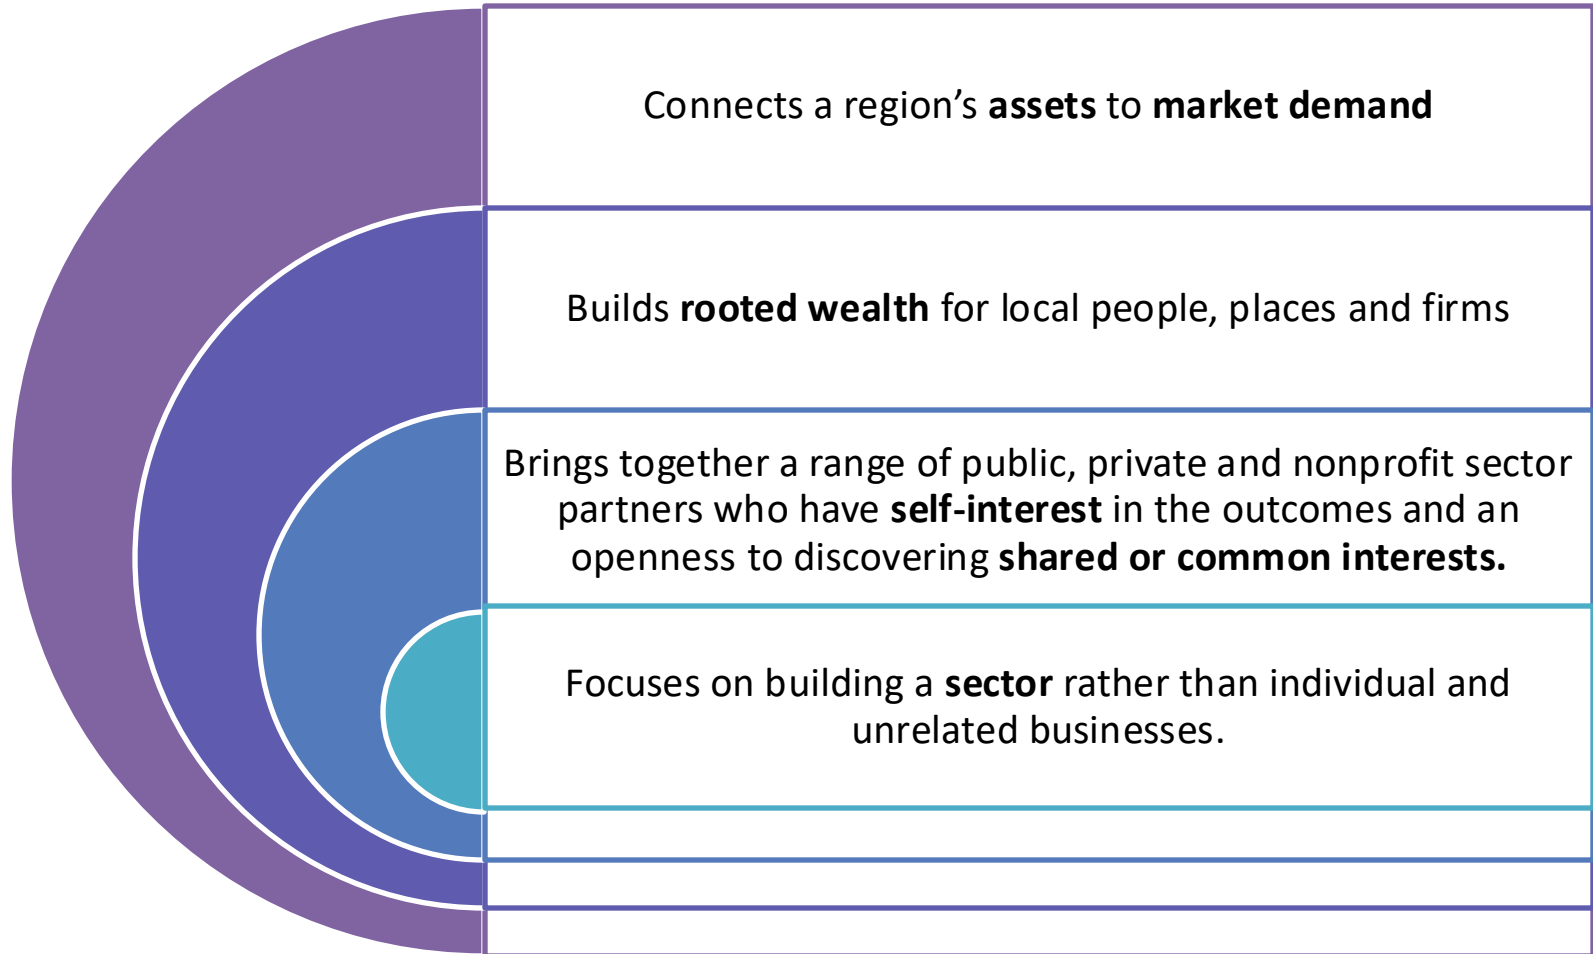 Connects a region’s assets to market demand
Builds rooted wealth for local people, places and firms
Brings together a range of public, private and nonprofit sector
partners who have self-interest in the outcomes and an
openness to discovering shared or common interests.
Focuses on building a sector rather than individual and
unrelated businesses.